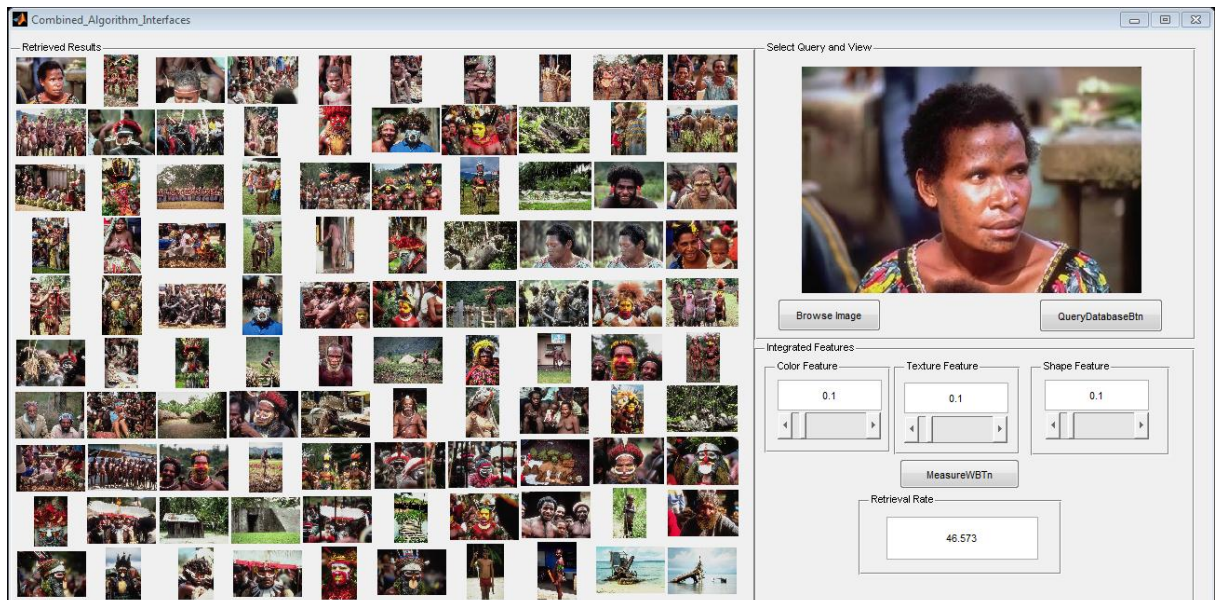 Combined_Algorithm_Interfaces
Retrieved Results
Select Query and View
Browse Image
QueryDatabaseBtn
Integrated Features
Color Feature
Texture Feature
Shape Feature
0.1
0.1
0.1
MeasureWBTn
Retrieval Rate
46.573